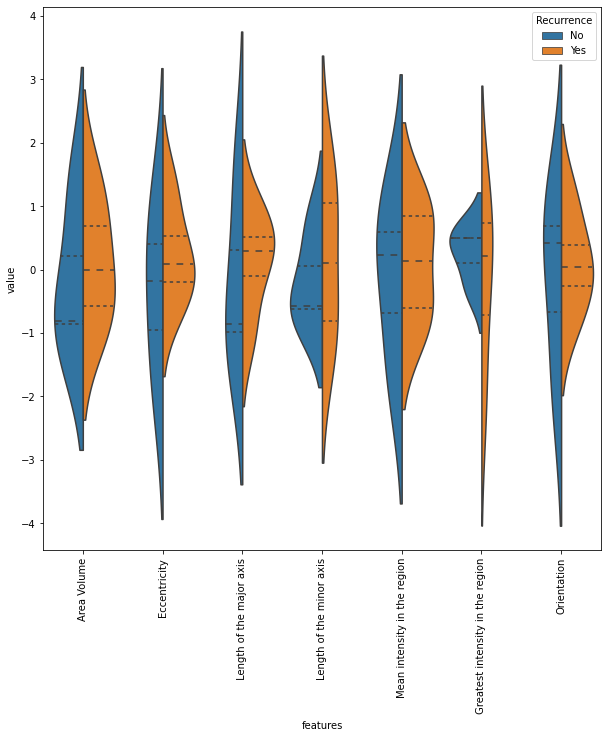 Recurrence
No
Yes
4
3
2
1
0
−1
−2
−3
−4
value
Area Volume
Eccentricity
Length of the major axis
Length of the minor axis
Mean intensity in the region
Greatest intensity in the region
Orientation
features